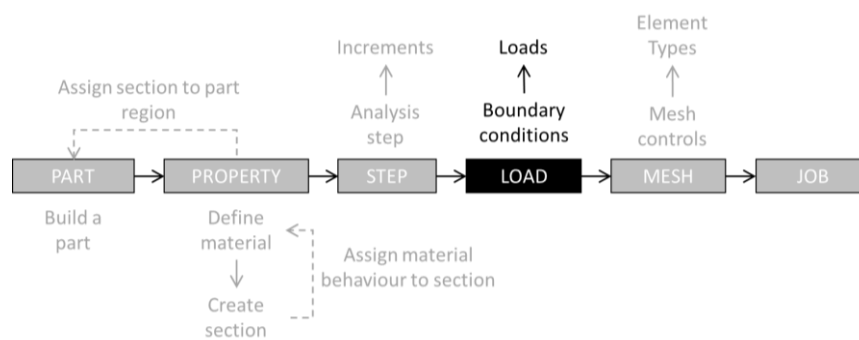 Increments
Loads
Element
Types
Assign section to part
region
Analysis
step
Boundary
conditions
Mesh
controls
PART
PROPERTY
STEP
LOAD
MESH
JOB
Build a
part
Define
material
Assign material
behaviour to section
Create
section